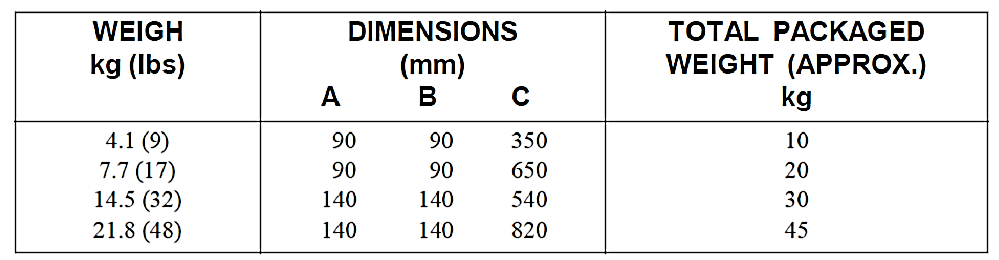 WEIGH DIMENSIONS TOTAL PACKAGED
kg (lbs) (mm) WEIGHT (APPROX.)
A B C kg
4.1 (9) 90 90 350 10
7.7 (17) 90 90 650 20
14.5 (32) 140 140 540 30
21.8 (48) 140 140 820 45